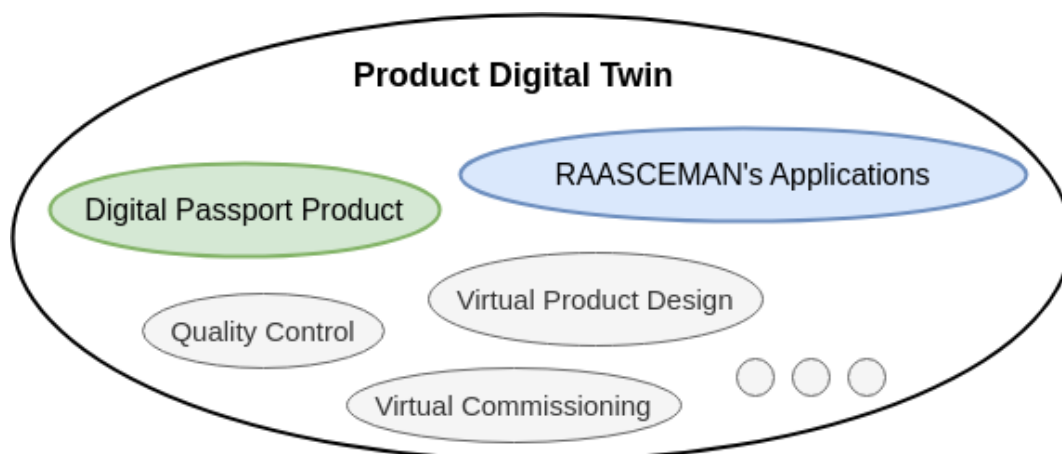 Product Digital Twin
RAASCEMAN's Applications
Digital Passport Product
Virtual Product Design
Quality Control
Virtual Commissioning